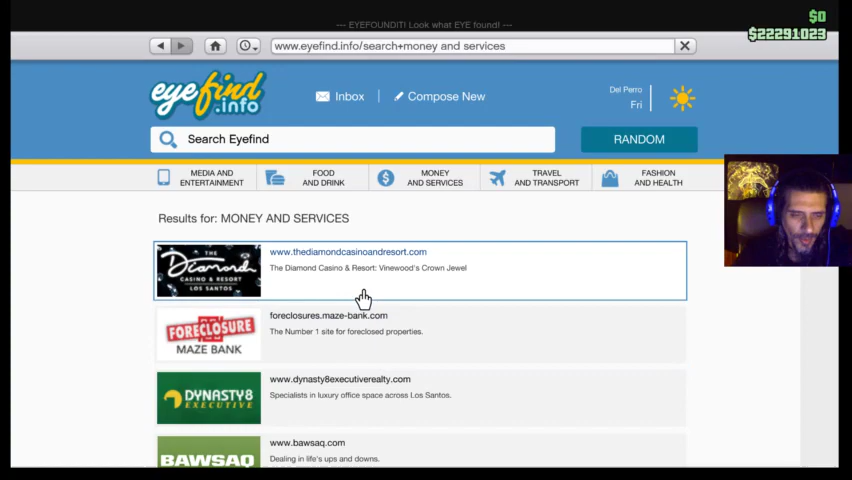 --- EYEFOUNDIT! Look what EYE found! ---
$0
$22291023
www.eyefind.info/search+money and services
eyefind
.info
Inbox
Compose New
Del Perro
Fri
Search Eyefind
RANDOM
MEDIA AND
ENTERTAINMENT
FOOD
AND DRINK
MONEY
AND SERVICES
TRAVEL
AND TRANSPORT
FASHION
AND HEALTH
Results for: MONEY AND SERVICES
THE
Diamond
CASINO & RESORT
LOS SANTOS
www.thediamondcasinoandresort.com
The Diamond Casino & Resort: Vinewood's Crown Jewel
FORECLOSURE
MAZE BANK
foreclosures.maze-bank.com
The Number 1 site for foreclosed properties.
DYNASTY8
EXECUTIVE
www.dynasty8executiverealty.com
Specialists in luxury office space across Los Santos.
BAWSAQ
www.bawsaq.com
Dealing in life's ups and downs.